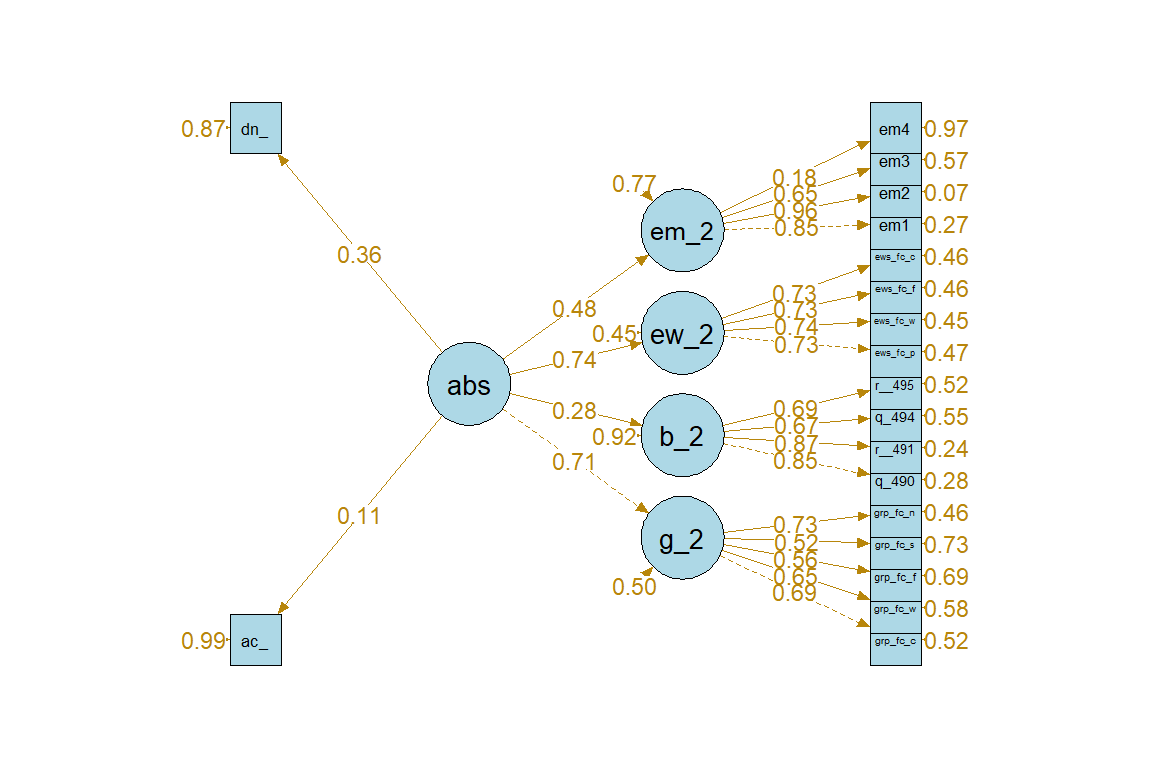 dn_
0.87
ac_
0.99
abs
0.36
0.11
0.48
0.74
0.28
0.71
em_2
0.77
ew_2
0.45
b_2
0.92
g_2
0.50
0.18
0.65
0.96
0.85
0.73
0.73
0.74
0.73
0.69
0.67
0.87
0.85
0.73
0.52
0.56
0.65
0.69
em4 0.97
em3 0.57
em2 0.07
em1 0.27
ews_fc_c 0.46
ews_fc_f 0.46
ews_fc_w 0.45
ews_fc_p 0.47
r__495 0.52
q_494 0.55
r__491 0.24
q_490 0.28
grp_fc_n 0.46
grp_fc_s 0.73
grp_fc_f 0.69
grp_fc_w 0.58
grp_fc_c 0.52